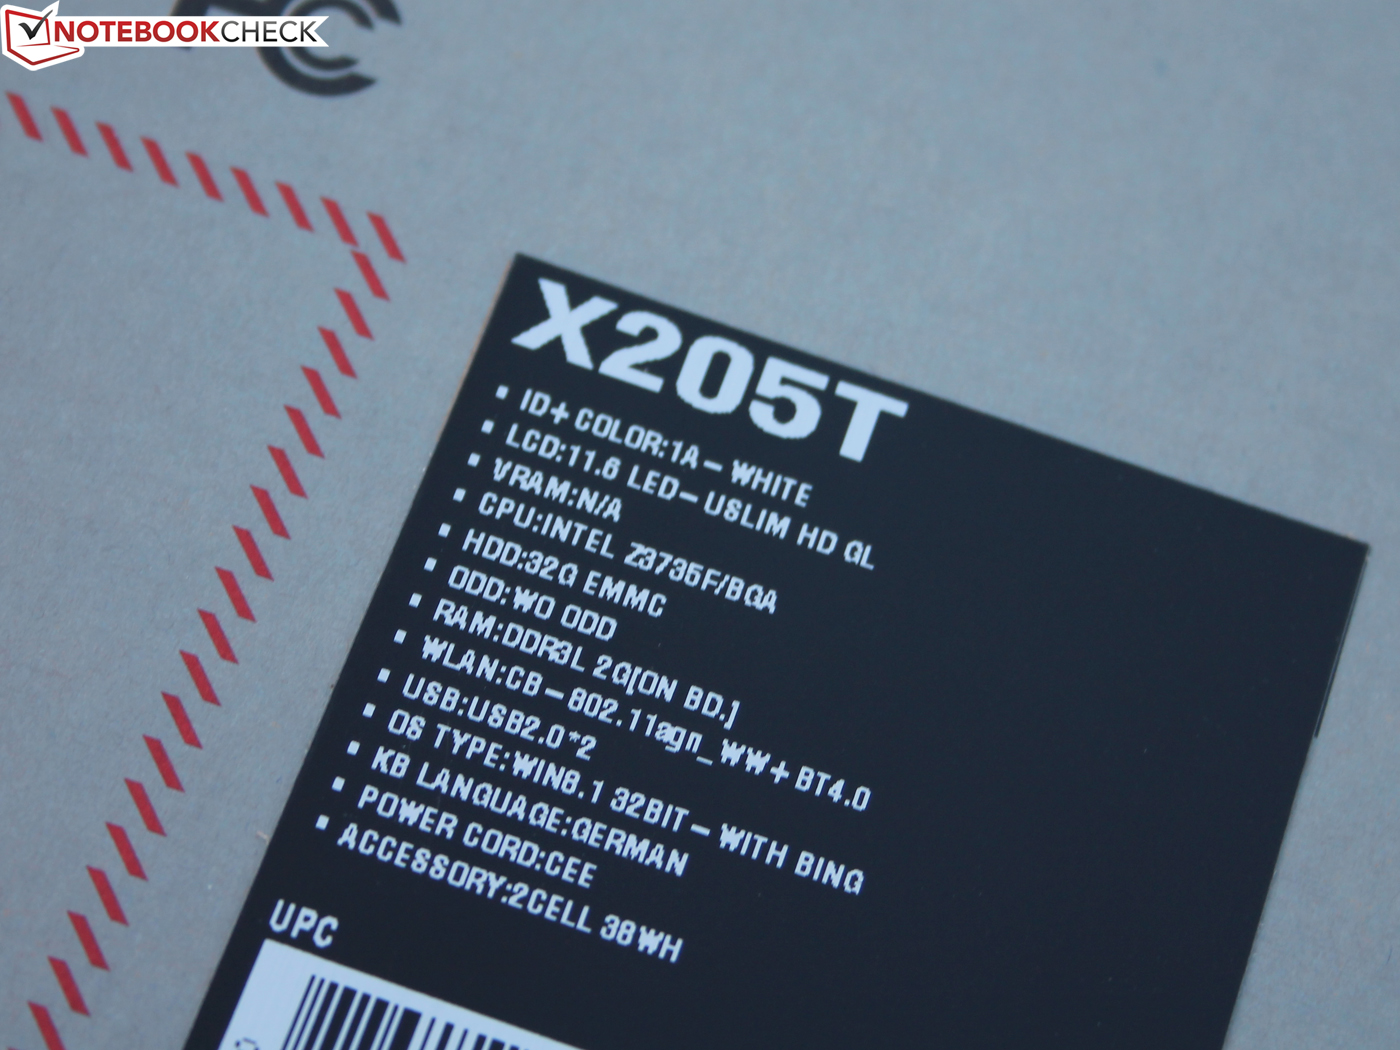 NOTEBOOKCHECK
X205T
▪ ID+ COLOR:1A- WHITE
▪ LCD:11.6 LED- USLIM HD GL
▪ VRAM:N/A
▪ CPU:INTEL Z3735F/BGA
▪ HDD:32G EMMC
▪ ODD:WO ODD
▪ RAM:DDR3L 2G[ON BD.]
▪ WLAN:CB-802.11agn_WW+BT4.0
▪ USB:USB2.0*2
▪ OS TYPE:WIN8.1 32BIT- WITH BING
▪ KB LANGUAGE:GERMAN
▪ POWER CORD:CEE
▪ ACCESSORY:2CELL 38WH
UPC